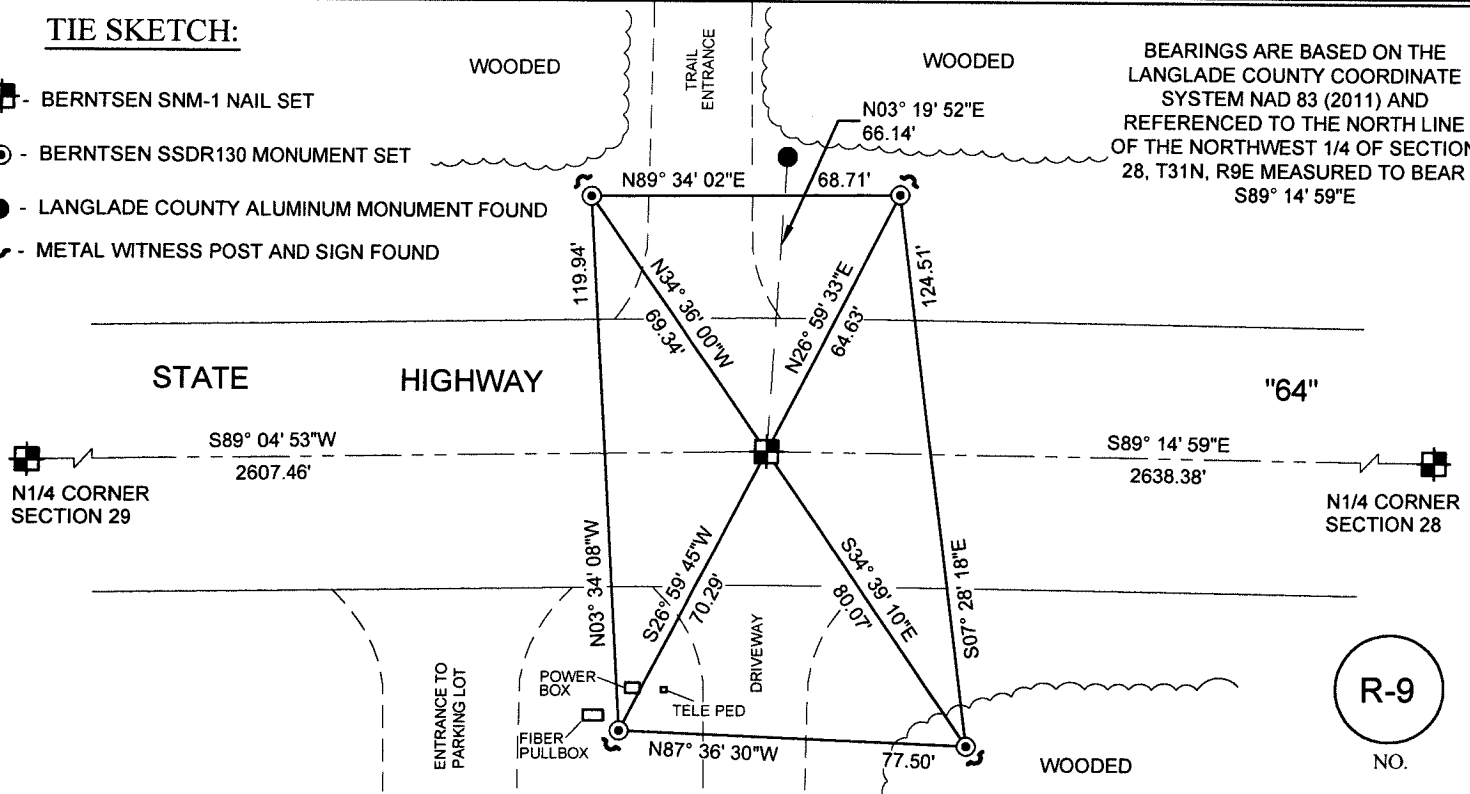 TIE SKETCH:
- BERNTSEN SNM-1 NAIL SET
- BERNTSEN SSDR130 MONUMENT SET
- LANGLADE COUNTY ALUMINUM MONUMENT FOUND
- METAL WITNESS POST AND SIGN FOUND
WOODED
TRAIL
ENTRANCE
WOODED
N03° 19' 52"E
66.14'
BEARINGS ARE BASED ON THE
LANGLADE COUNTY COORDINATE
SYSTEM NAD 83 (2011) AND
REFERENCED TO THE NORTH LINE
OF THE NORTHWEST 1/4 OF SECTION
28, T31N, R9E MEASURED TO BEAR
S89° 14' 59"E
N89° 34' 02"E 68.71'
119.94'
N34° 36' 00"W
69.34'
N26° 59' 33"E
64.63'
124.51'
STATE HIGHWAY "64"
S89° 04' 53"W
2607.46'
S89° 14' 59"E
2638.38'
N1/4 CORNER
SECTION 29
N1/4 CORNER
SECTION 28
N03° 34' 08"W
S26° 59' 45"W
70.29'
S34° 39' 10"E
80.07'
S07° 28' 18"E
ENTRANCE TO
PARKING LOT
POWER
BOX
TELE PED
DRIVEWAY
FIBER
PULLBOX
N87° 36' 30"W 77.50'
WOODED
R-9
NO.